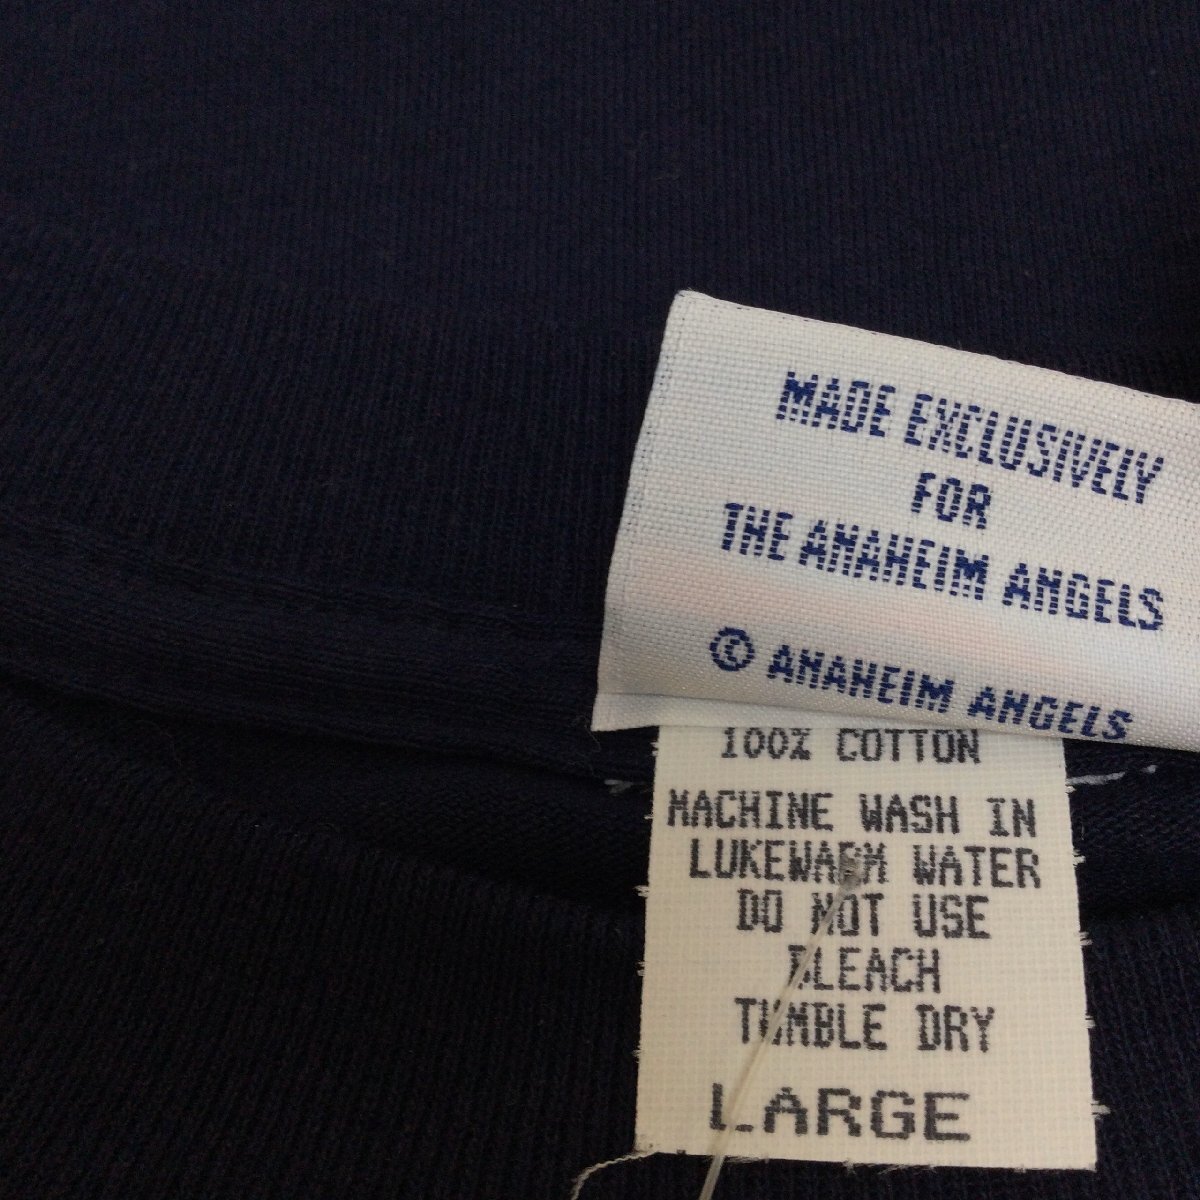 MADE EXCLUSIVELY
FOR
THE ANAHEIM ANGELS
© ANAHEIM ANGELS
100% COTTON
MACHINE WASH IN
LUKEWARM WATER
DO NOT USE
BLEACH
TUMBLE DRY
LARGE